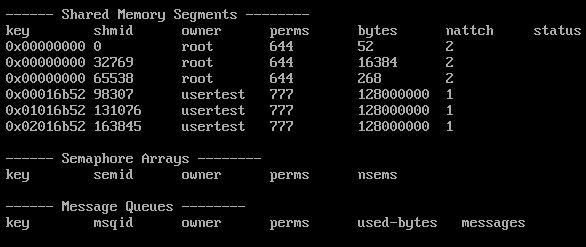 ------ Shared Memory Segments --------
key        shmid      owner      perms      bytes      nattch     status
0x00000000 0          root       644        52         2
0x00000000 32769      root       644        16384      2
0x00000000 65538      root       644        268        2
0x00016b52 98307      usertest   777        128000000  1
0x01016b52 131076     usertest   777        128000000  1
0x02016b52 163845     usertest   777        128000000  1
------ Semaphore Arrays --------
key        semid      owner      perms      nsems
------ Message Queues --------
key        msqid      owner      perms      used-bytes   messages